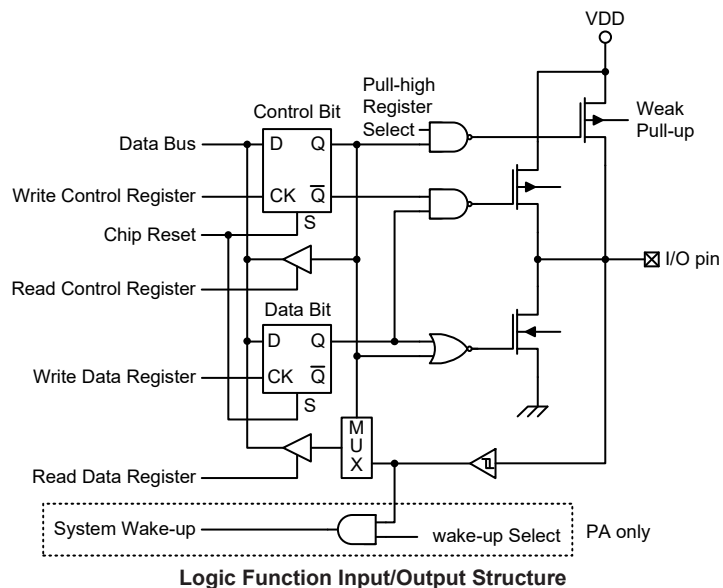 VDD
Pull-high
Register
Select
Weak
Pull-up
Control Bit
Data Bus
D Q
Write Control Register
CK Q
S
Chip Reset
I/O pin
Read Control Register
Data Bit
D Q
Write Data Register
CK Q
S
M
U
X
Read Data Register
System Wake-up
wake-up Select
PA only
Logic Function Input/Output Structure